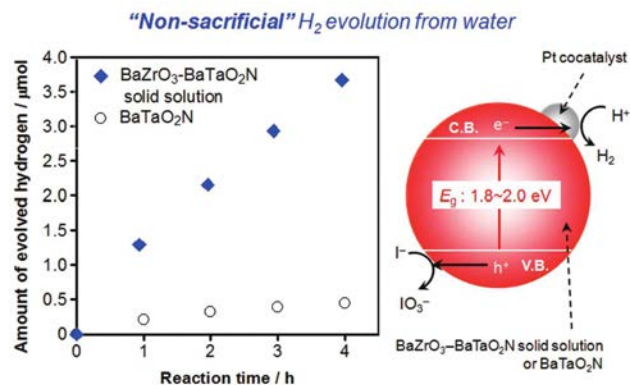 "Non-sacrificial" H₂ evolution from water
Amount of evolved hydrogen / μmol
4.0
3.5
3.0
2.5
2.0
1.5
1.0
0.5
0
BaZrO₃-BaTaO₂N
solid solution
BaTaO₂N
0
1
2
3
4
Reaction time / h
Pt cocatalyst
C.B. e⁻
H⁺
H₂
E_g : 1.8~2.0 eV
I⁻
h⁺ V.B.
IO₃⁻
BaZrO₃–BaTaO₂N solid solution
or BaTaO₂N